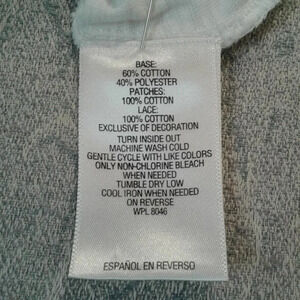 BASE:
60% COTTON
40% POLYESTER
PATCHES:
100% COTTON
LACE:
100% COTTON
EXCLUSIVE OF DECORATION
TURN INSIDE OUT
MACHINE WASH COLD
GENTLE CYCLE WITH LIKE COLORS
ONLY NON-CHLORINE BLEACH
WHEN NEEDED
TUMBLE DRY LOW
COOL IRON WHEN NEEDED
ON REVERSE
WPL 8046
ESPAÑOL EN REVERSO